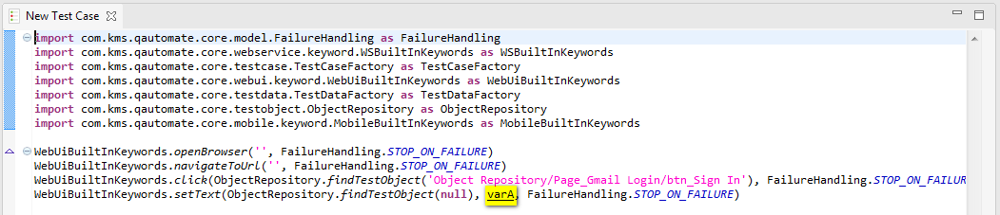 New Test Case
import com.kms.qautomate.core.model.FailureHandling as FailureHandling
import com.kms.qautomate.core.webservice.keyword.WSBuiltInKeywords as WSBuiltInKeywords
import com.kms.qautomate.core.testcase.TestCaseFactory as TestCaseFactory
import com.kms.qautomate.core.webui.keyword.WebUiBuiltInKeywords as WebUiBuiltInKeywords
import com.kms.qautomate.core.testdata.TestDataFactory as TestDataFactory
import com.kms.qautomate.core.testobject.ObjectRepository as ObjectRepository
import com.kms.qautomate.core.mobile.keyword.MobileBuiltInKeywords as MobileBuiltInKeywords
WebUiBuiltInKeywords.openBrowser('', FailureHandling.STOP_ON_FAILURE)
WebUiBuiltInKeywords.navigateToUrl('', FailureHandling.STOP_ON_FAILURE)
WebUiBuiltInKeywords.click(ObjectRepository.findTestObject('Object Repository/Page_Gmail Login/btn_Sign In'), FailureHandling.STOP_ON_FAILUR
WebUiBuiltInKeywords.setText(ObjectRepository.findTestObject(null), varA, FailureHandling.STOP_ON_FAILURE)